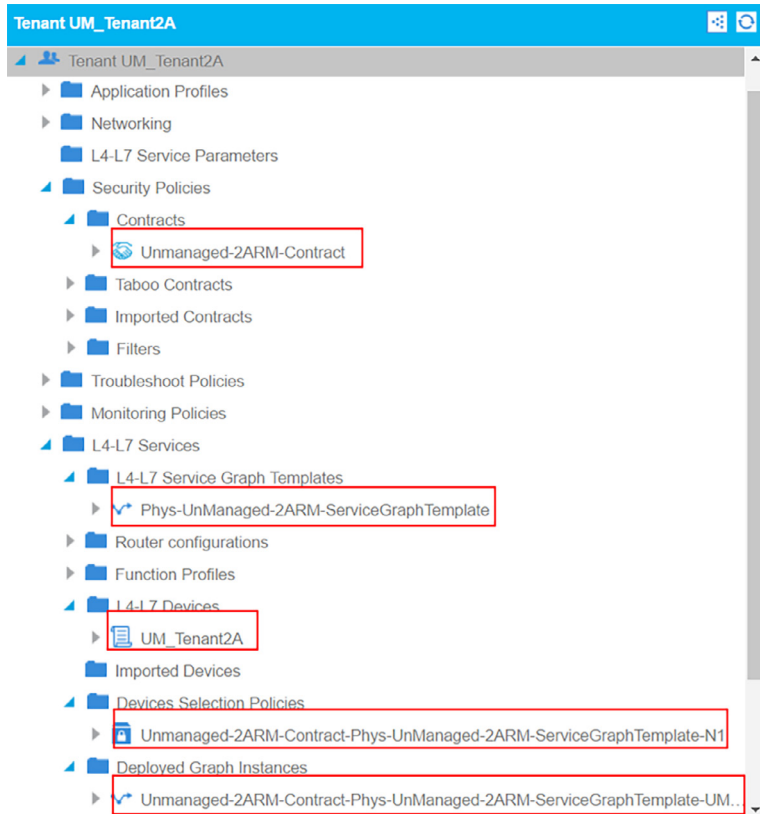 Tenant UM_Tenant2A
Tenant UM_Tenant2A
Application Profiles
Networking
L4-L7 Service Parameters
Security Policies
Contracts
Unmanaged-2ARM-Contract
Taboo Contracts
Imported Contracts
Filters
Troubleshoot Policies
Monitoring Policies
L4-L7 Services
L4-L7 Service Graph Templates
Phys-UnManaged-2ARM-ServiceGraphTemplate
Router configurations
Function Profiles
L4-L7 Devices
UM_Tenant2A
Imported Devices
Devices Selection Policies
Unmanaged-2ARM-Contract-Phys-UnManaged-2ARM-ServiceGraphTemplate-N1
Deployed Graph Instances
Unmanaged-2ARM-Contract-Phys-UnManaged-2ARM-ServiceGraphTemplate-UM...